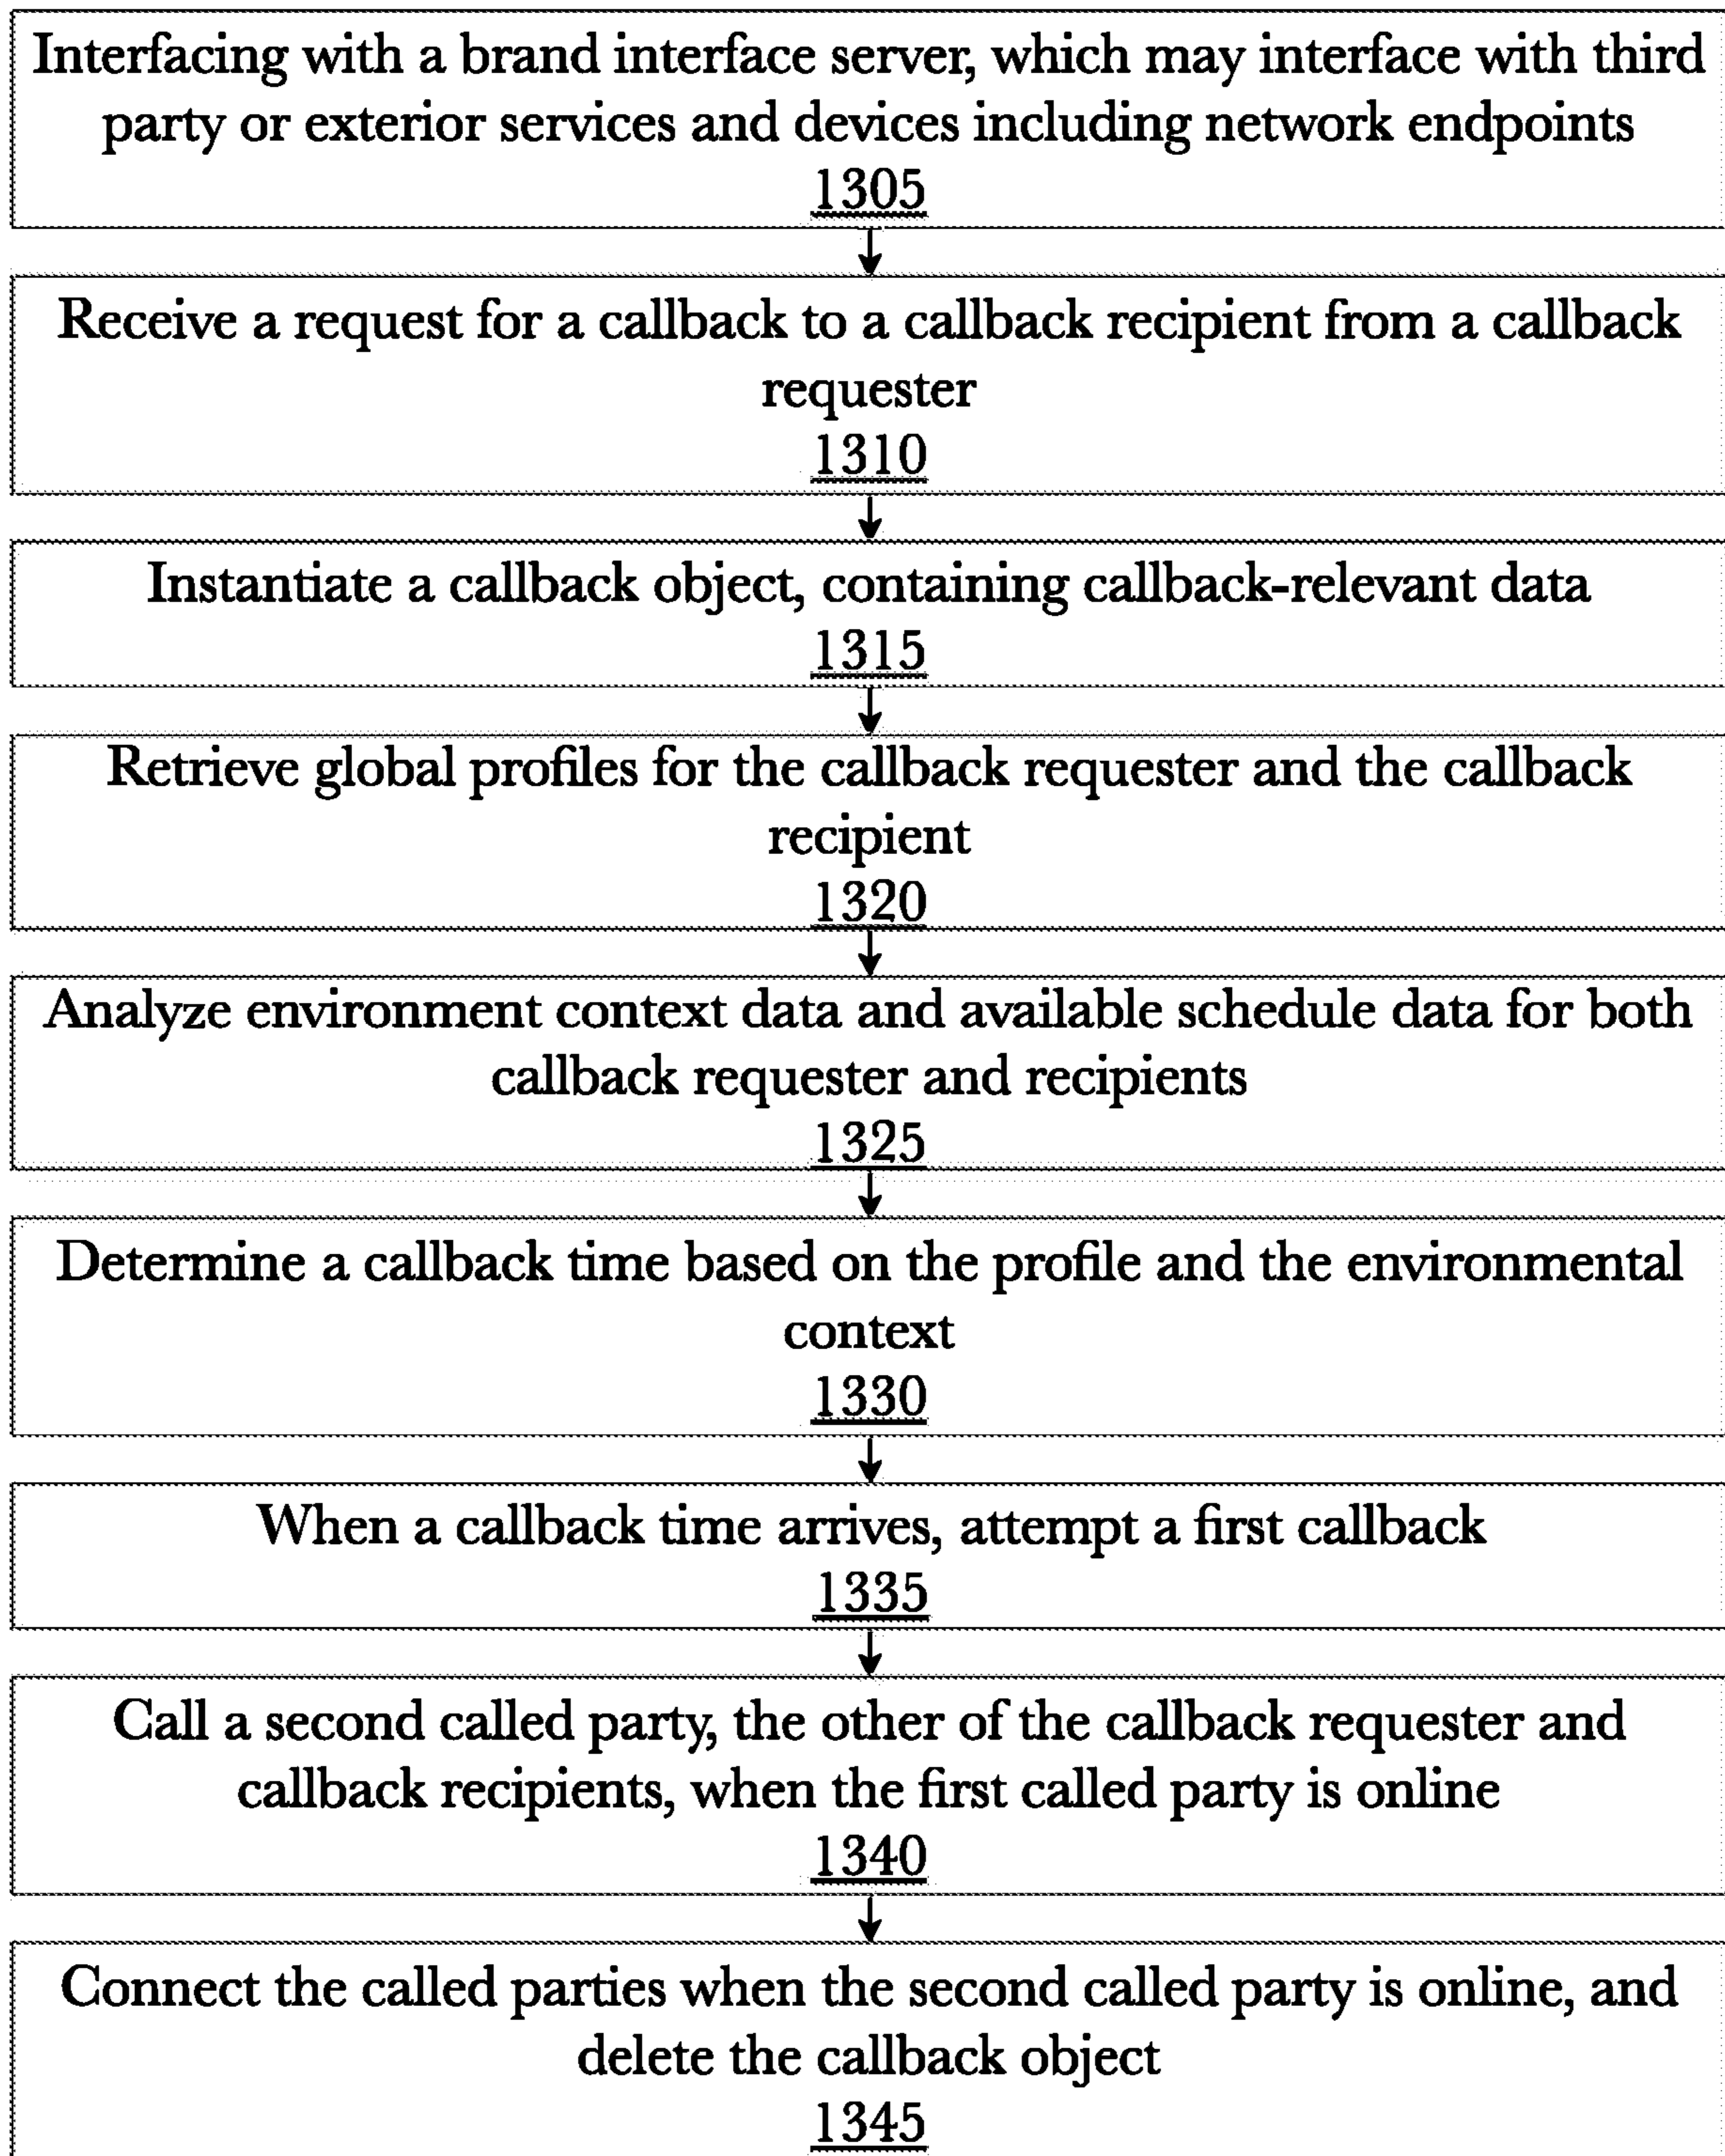 Interfacing with a brand interface server, which may interface with third
party or exterior services and devices including network endpoints
1305
Receive a request for a callback to a callback recipient from a callback
requester
1310
Instantiate a callback object, containing callback-relevant data
1315
Retrieve global profiles for the callback requester and the callback
recipient
1320
Analyze environment context data and available schedule data for both
callback requester and recipients
1325
Determine a callback time based on the profile and the environmental
context
1330
When a callback time arrives, attempt a first callback
1335
Call a second called party, the other of the callback requester and
callback recipients, when the first called party is online
1340
Connect the called parties when the second called party is online, and
delete the callback object
1345